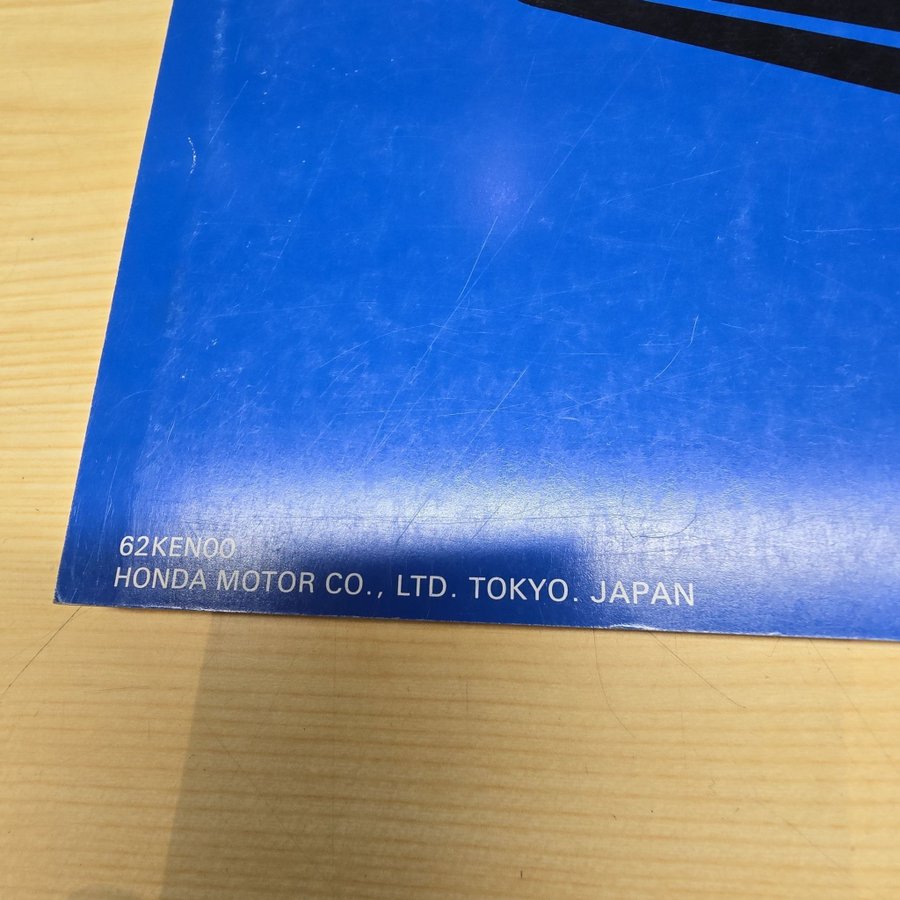 62KEN00
HONDA MOTOR CO., LTD. TOKYO. JAPAN